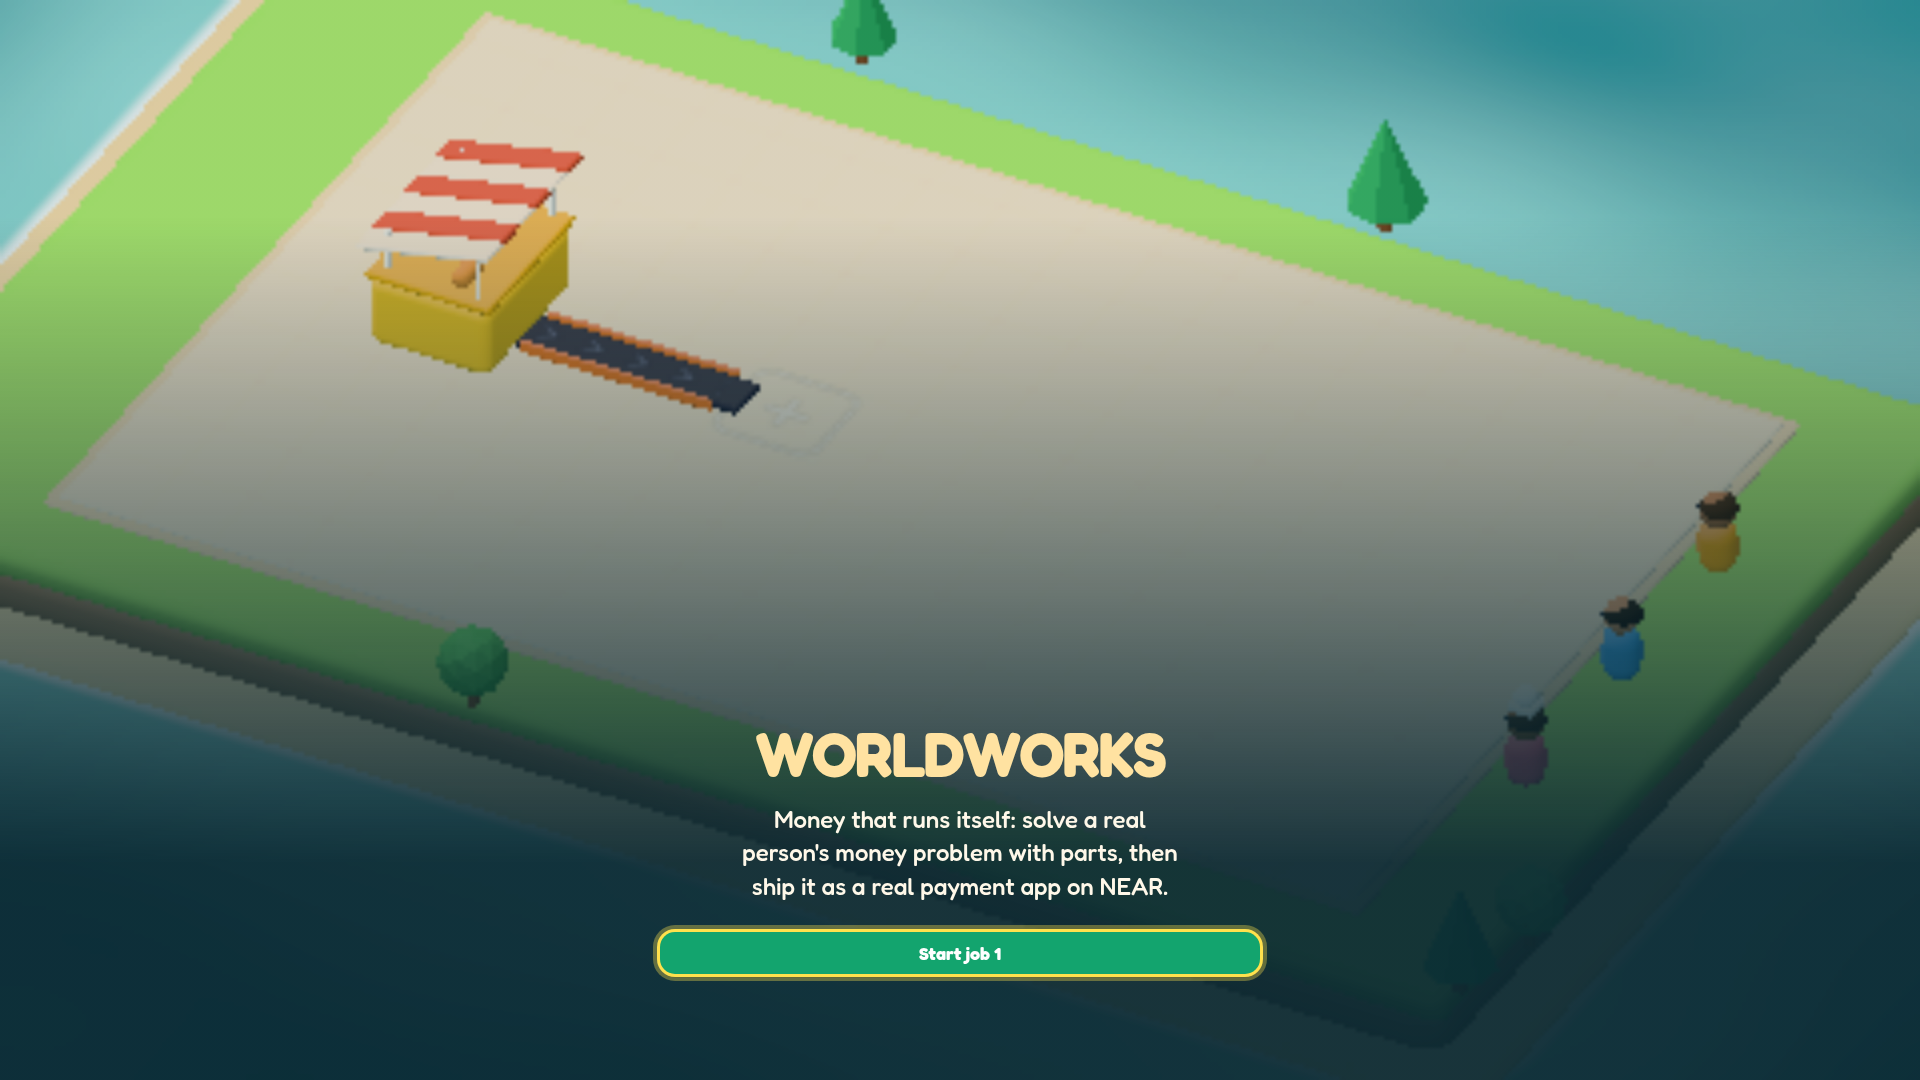 WORLDWORKS
Money that runs itself: solve a real
person's money problem with parts, then
ship it as a real payment app on NEAR.
Start job 1